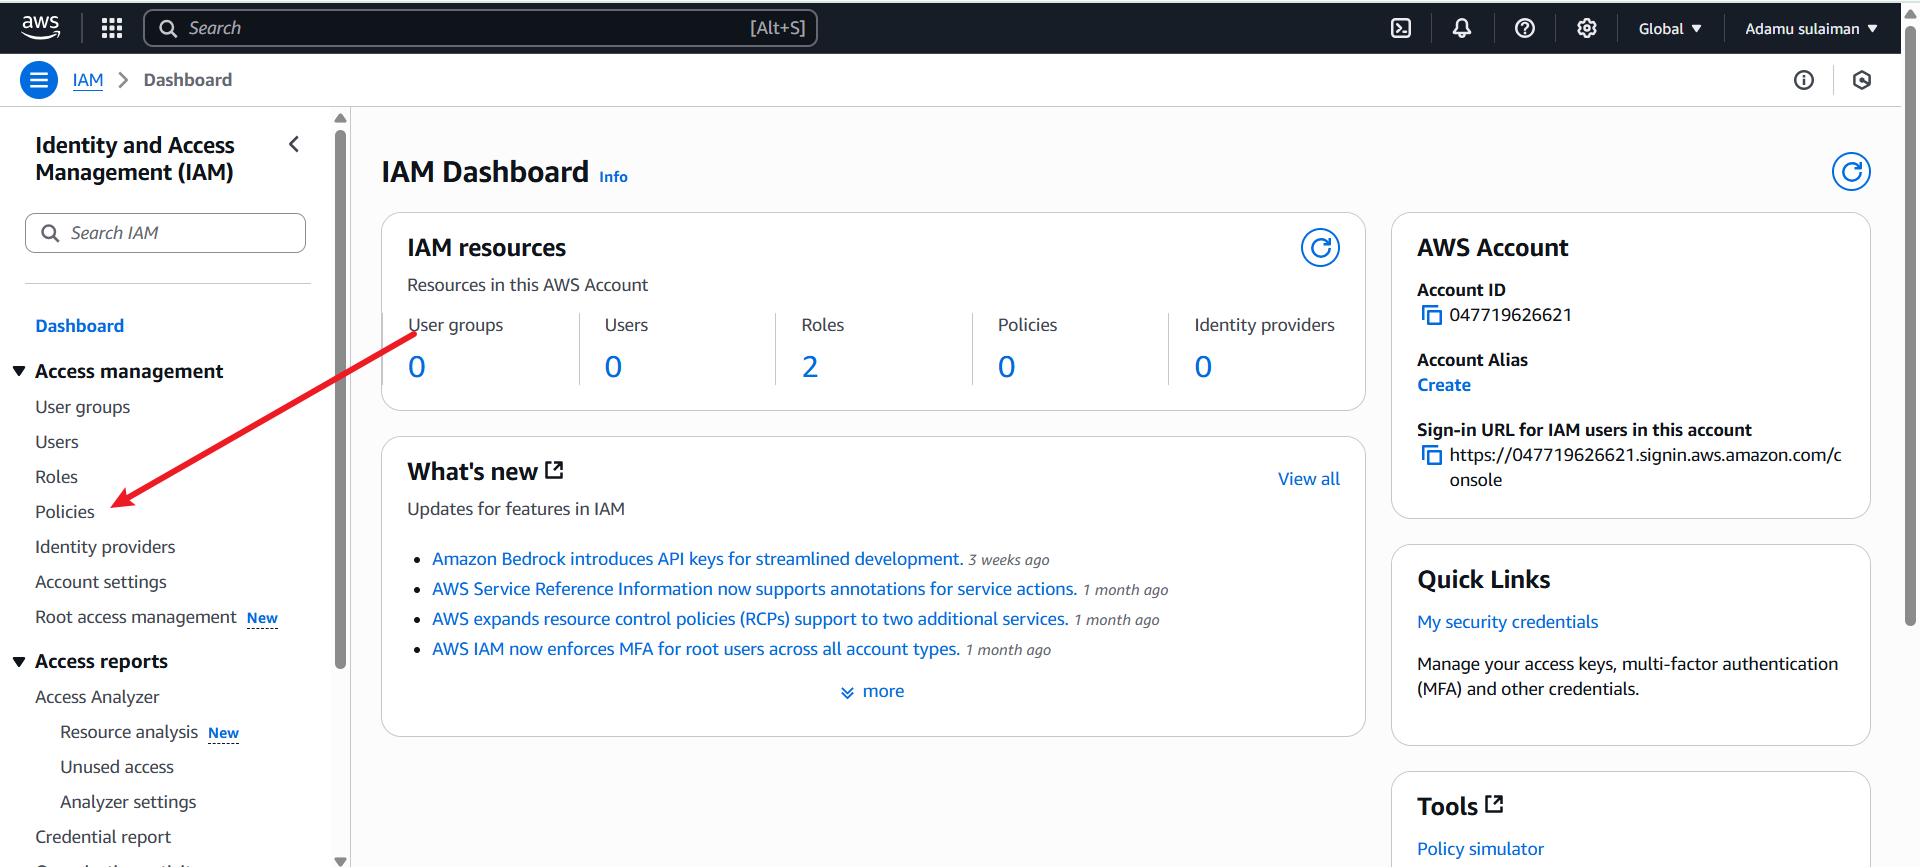 aws
Search
[Alt+S]
Global
Adamu sulaiman
IAM
Dashboard
Identity and Access
Management (IAM)
Search IAM
Dashboard
Access management
User groups
Users
Roles
Policies
Identity providers
Account settings
Root access management New
Access reports
Access Analyzer
Resource analysis New
Unused access
Analyzer settings
Credential report
IAM Dashboard Info
IAM resources
Resources in this AWS Account
User groups
0
Users
0
Roles
2
Policies
0
Identity providers
0
What's new
View all
Updates for features in IAM
Amazon Bedrock introduces API keys for streamlined development. 3 weeks ago
AWS Service Reference Information now supports annotations for service actions. 1 month ago
AWS expands resource control policies (RCPs) support to two additional services. 1 month ago
AWS IAM now enforces MFA for root users across all account types. 1 month ago
more
AWS Account
Account ID
047719626621
Account Alias
Create
Sign-in URL for IAM users in this account
https://047719626621.signin.aws.amazon.com/c
onsole
Quick Links
My security credentials
Manage your access keys, multi-factor authentication
(MFA) and other credentials.
Tools
Policy simulator